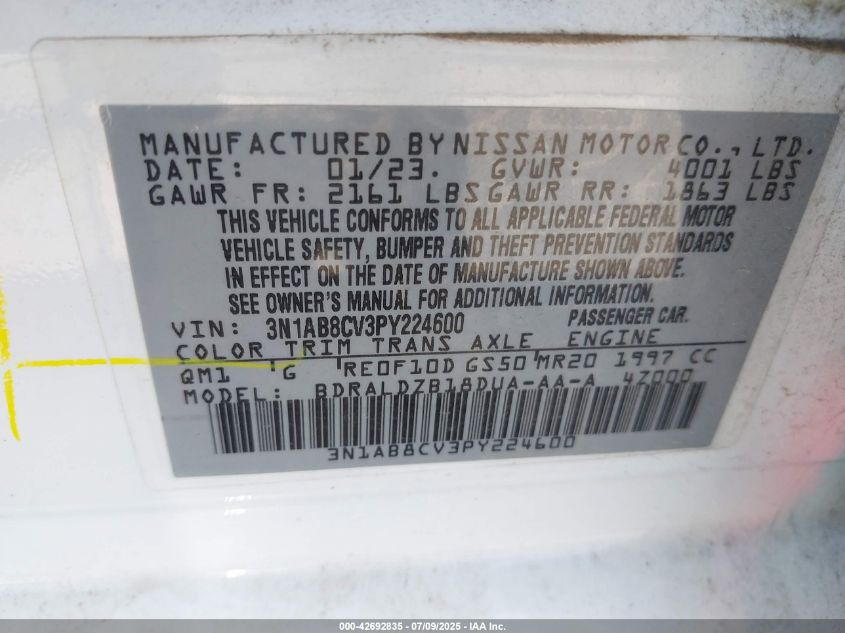 MANUFACTURED BY NISSAN MOTOR CO., LTD.
DATE: 01/23. GVWR: 4001 LBS
GAWR FR: 2161 LBS GAWR RR: 1863 LBS
THIS VEHICLE CONFORMS TO ALL APPLICABLE FEDERAL MOTOR
VEHICLE SAFETY, BUMPER AND THEFT PREVENTION STANDARDS
IN EFFECT ON THE DATE OF MANUFACTURE SHOWN ABOVE.
SEE OWNER'S MANUAL FOR ADDITIONAL INFORMATION.
VIN: 3N1AB8CV3PY224600 PASSENGER CAR.
COLOR TRIM TRANS AXLE ENGINE
QM1 'G 'RE0F10D GS50'MR20 1997 CC
MODEL: BDRALDZB18DUA-AA-A 4Z000
3N1AB8CV3PY224600
000-42692835 - 07/09/2025 - IAA Inc.